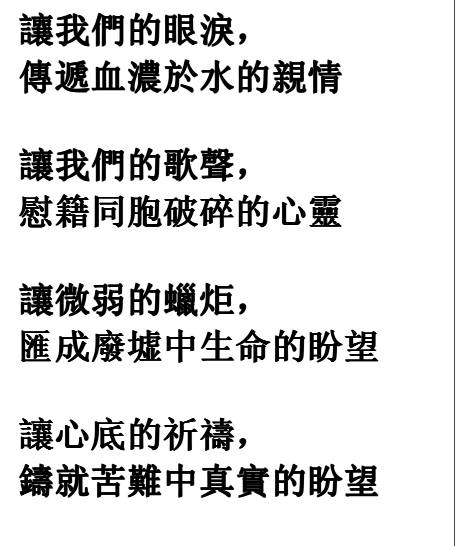 讓我們的眼淚，
傳遞血濃於水的親情
讓我們的歌聲，
慰籍同胞破碎的心靈
讓微弱的蠟炬，
匯成廢墟中生命的盼望
讓心底的祈禱，
鑄就苦難中真實的盼望